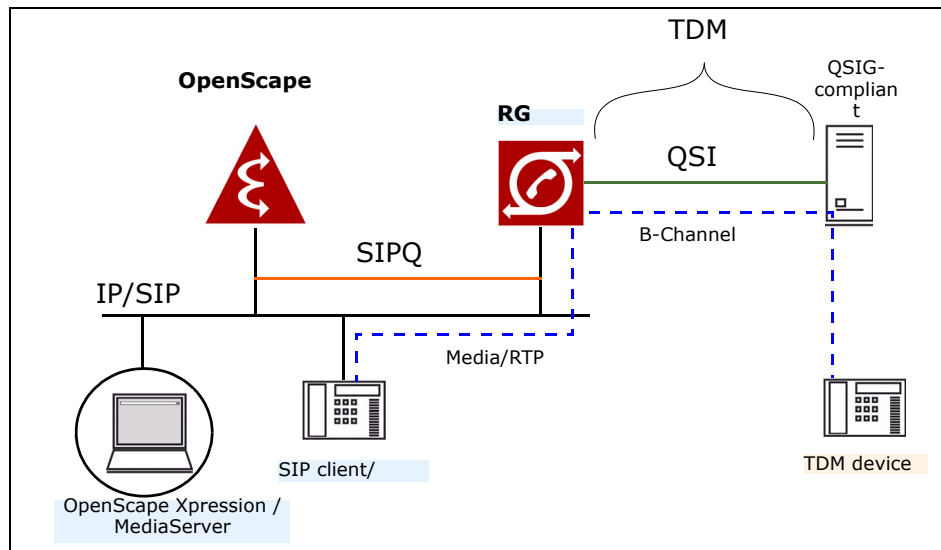 TDM
OpenScape
QSIG-
complian
t
RG
QSI
B-Channel
SIPQ
IP/SIP
Media/RTP
SIP client/
TDM device
OpenScape Xpression /
MediaServer